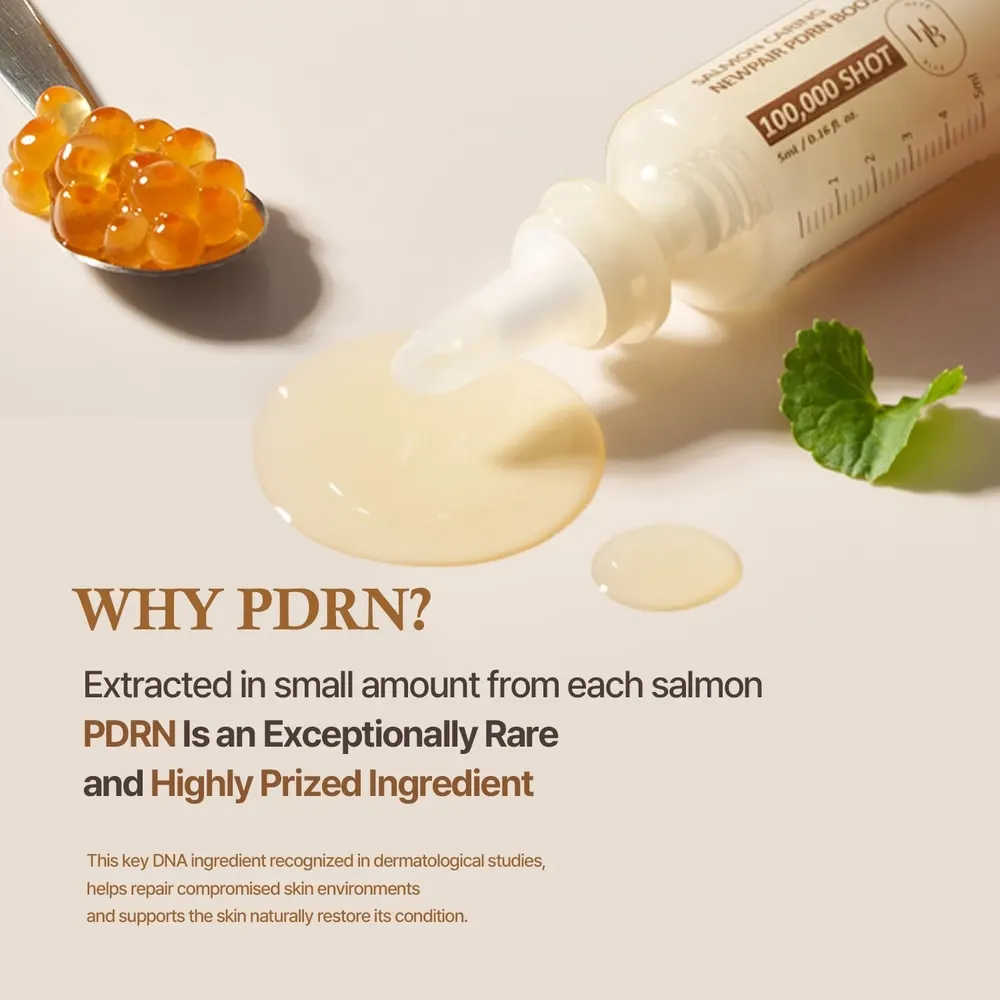 SALMON CARING
NEWPAIR PDRN
100,000 SHOT
5ml / 0.16 fl. oz.
1
2
3
4
5ml
WHY PDRN?
Extracted in small amount from each salmon
PDRN Is an Exceptionally Rare
and Highly Prized Ingredient
This key DNA ingredient recognized in dermatological studies,
helps repair compromised skin environments
and supports the skin naturally restore its condition.